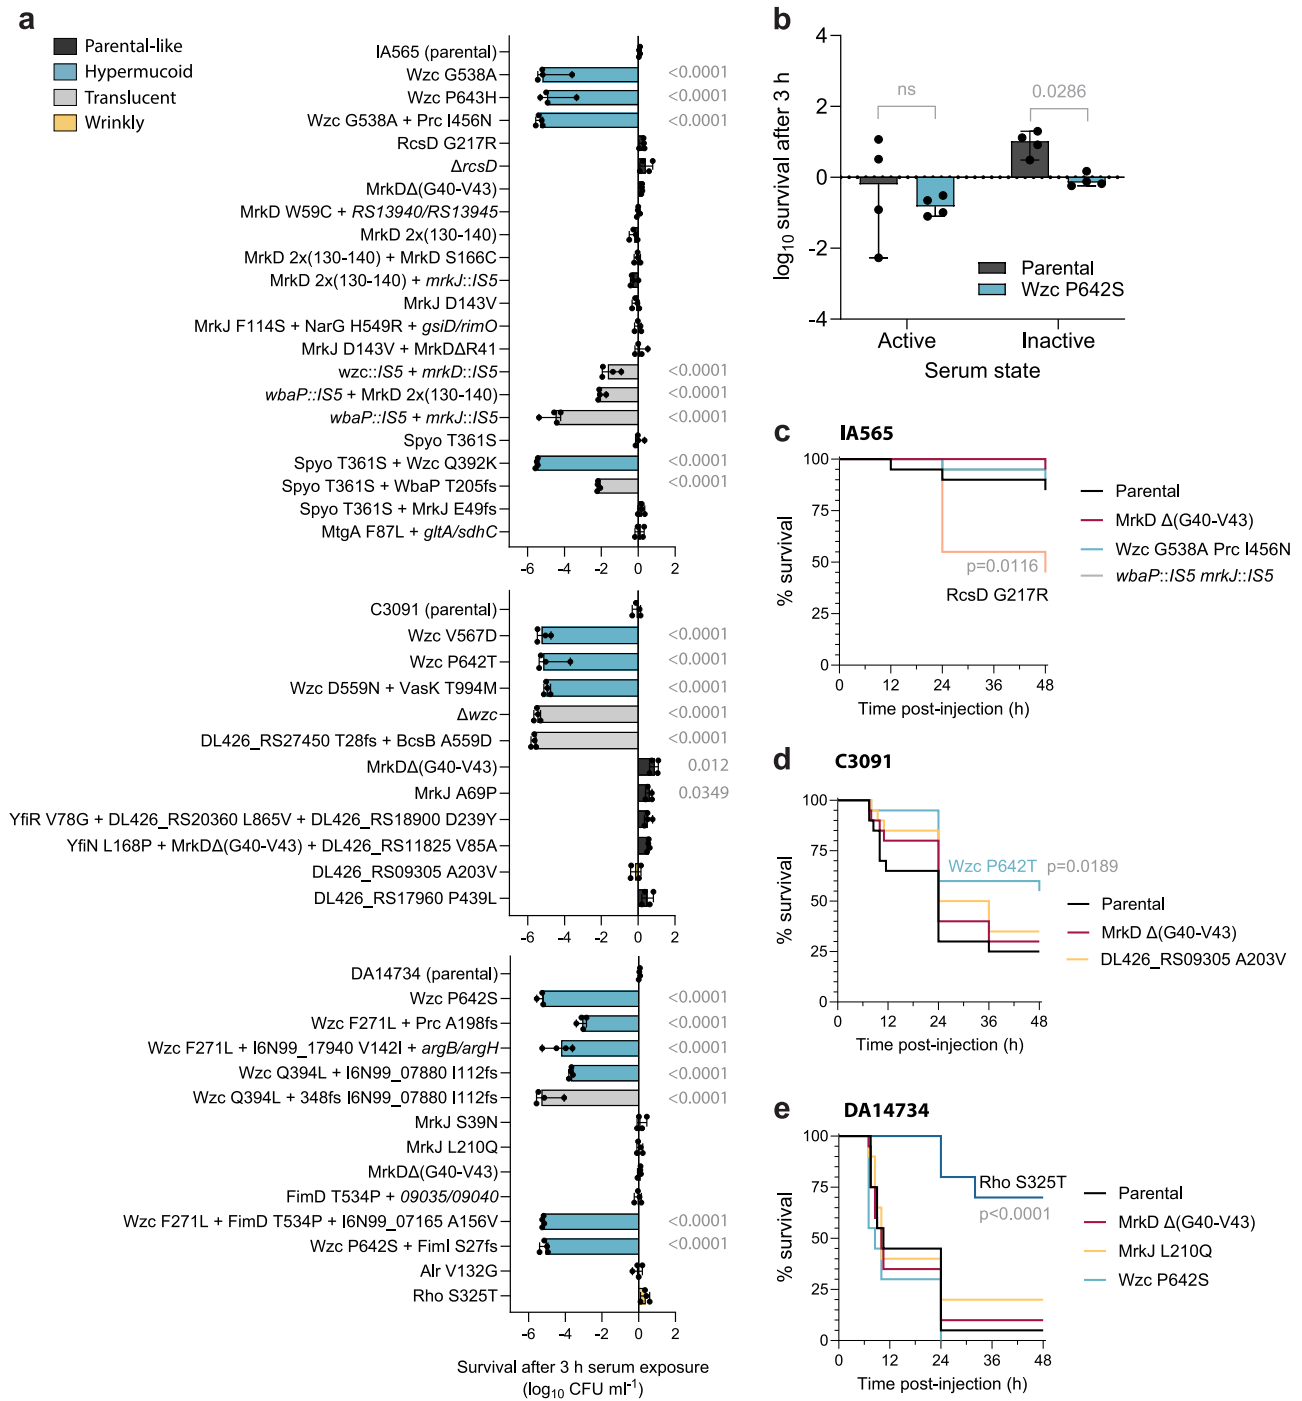 a
Parental-like
Hypermucoid
Translucent
Wrinkly
IA565 (parental)
Wzc G538A <0.0001
Wzc P643H <0.0001
Wzc G538A + Prc I456N <0.0001
RcsD G217R
ΔrcsD
MrkDΔ(G40-V43)
MrkD W59C + RS13940/RS13945
MrkD 2x(130-140)
MrkD 2x(130-140) + MrkD S166C
MrkD 2x(130-140) + mrkJ::IS5
MrkJ D143V
MrkJ F114S + NarG H549R + gsiD/rimO
MrkJ D143V + MrkDΔR41
wzc::IS5 + mrkD::IS5 <0.0001
wbaP::IS5 + MrkD 2x(130-140) <0.0001
wbaP::IS5 + mrkJ::IS5 <0.0001
Spyo T361S
Spyo T361S + Wzc Q392K <0.0001
Spyo T361S + WbaP T205fs <0.0001
Spyo T361S + MrkJ E49fs
MtgA F87L + gltA/sdhC
-6 -4 -2 0 2
C3091 (parental)
Wzc V567D <0.0001
Wzc P642T <0.0001
Wzc D559N + VasK T994M <0.0001
Δwzc <0.0001
DL426_RS27450 T28fs + BcsB A559D <0.0001
MrkDΔ(G40-V43) 0.012
MrkJ A69P 0.0349
YfiR V78G + DL426_RS20360 L865V + DL426_RS18900 D239Y
YfiN L168P + MrkDΔ(G40-V43) + DL426_RS11825 V85A
DL426_RS09305 A203V
DL426_RS17960 P439L
-6 -4 -2 0 2
DA14734 (parental)
Wzc P642S <0.0001
Wzc F271L + Prc A198fs <0.0001
Wzc F271L + I6N99_17940 V142I + argB/argH <0.0001
Wzc Q394L + I6N99_07880 I112fs <0.0001
Wzc Q394L + 348fs I6N99_07880 I112fs <0.0001
MrkJ S39N
MrkJ L210Q
MrkDΔ(G40-V43)
FimD T534P + 09035/09040
Wzc F271L + FimD T534P + I6N99_07165 A156V <0.0001
Wzc P642S + FimI S27fs <0.0001
Alr V132G
Rho S325T
-6 -4 -2 0 2
Survival after 3 h serum exposure
(log10 CFU ml-1)
b
log10 survival after 3 h
4
2
0
-2
-4
ns
0.0286
Parental
Wzc P642S
Active Inactive
Serum state
c IA565
% survival
100
75
50
25
0
0 12 24 36 48
Time post-injection (h)
p=0.0116
RcsD G217R
Parental
MrkD Δ(G40-V43)
Wzc G538A Prc I456N
wbaP::IS5 mrkJ::IS5
d C3091
% survival
100
75
50
25
0
0 12 24 36 48
Time post-injection (h)
Wzc P642T p=0.0189
Parental
MrkD Δ(G40-V43)
DL426_RS09305 A203V
e DA14734
% survival
100
75
50
25
0
0 12 24 36 48
Time post-injection (h)
Rho S325T
p<0.0001
Parental
MrkD Δ(G40-V43)
MrkJ L210Q
Wzc P642S